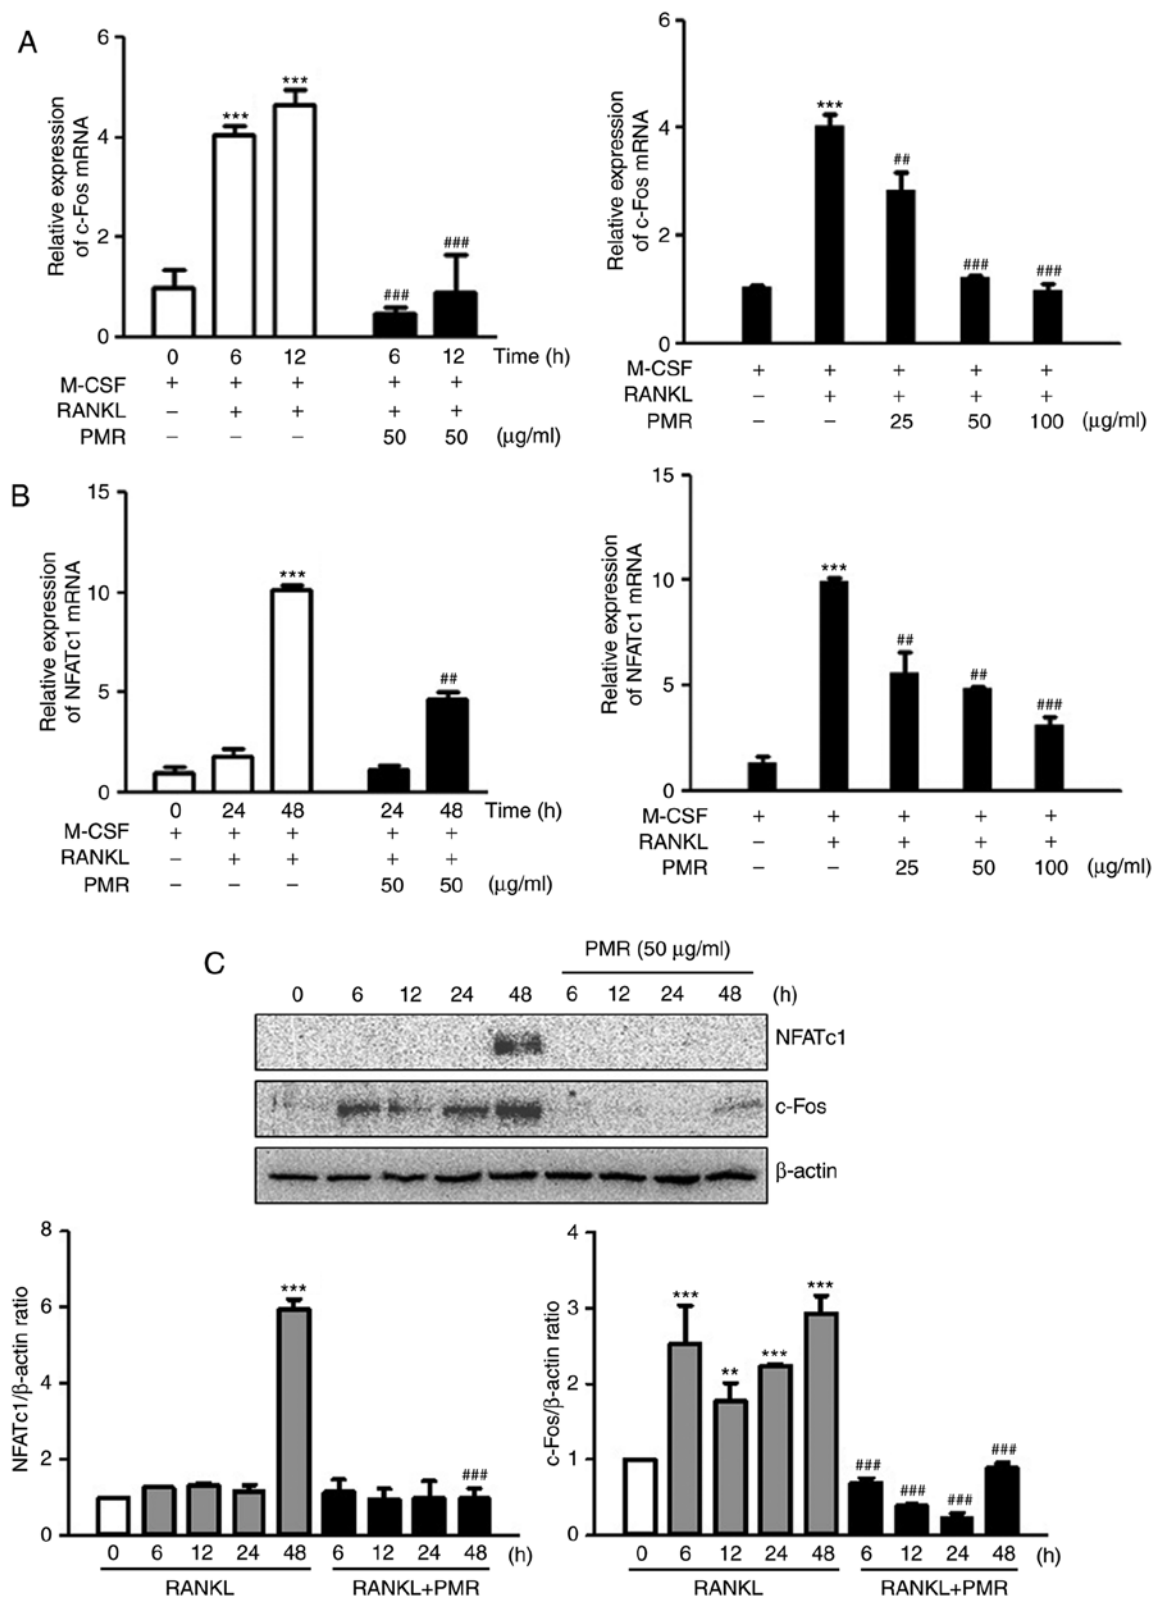 A
Relative expression
of c-Fos mRNA
6
4
2
0
***
***
###
###
0 6 12 6 12 Time (h)
M-CSF + + + + +
RANKL – + + + +
PMR – – – 50 50 (μg/ml)
Relative expression
of c-Fos mRNA
6
4
2
0
***
##
###
###
M-CSF + + + + +
RANKL – + + + +
PMR – – 25 50 100 (μg/ml)
B
Relative expression
of NFATc1 mRNA
15
10
5
0
***
##
0 24 48 24 48 Time (h)
M-CSF + + + + +
RANKL – + + + +
PMR – – – 50 50 (μg/ml)
Relative expression
of NFATc1 mRNA
15
10
5
0
***
##
##
###
M-CSF + + + + +
RANKL – + + + +
PMR – – 25 50 100 (μg/ml)
C
PMR (50 μg/ml)
0 6 12 24 48 6 12 24 48 (h)
NFATc1
c-Fos
β-actin
NFATc1/β-actin ratio
8
6
4
2
0
***
###
0 6 12 24 48 6 12 24 48 (h)
RANKL RANKL+PMR
c-Fos/β-actin ratio
4
3
2
1
0
***
**
***
***
###
###
###
###
0 6 12 24 48 6 12 24 48 (h)
RANKL RANKL+PMR